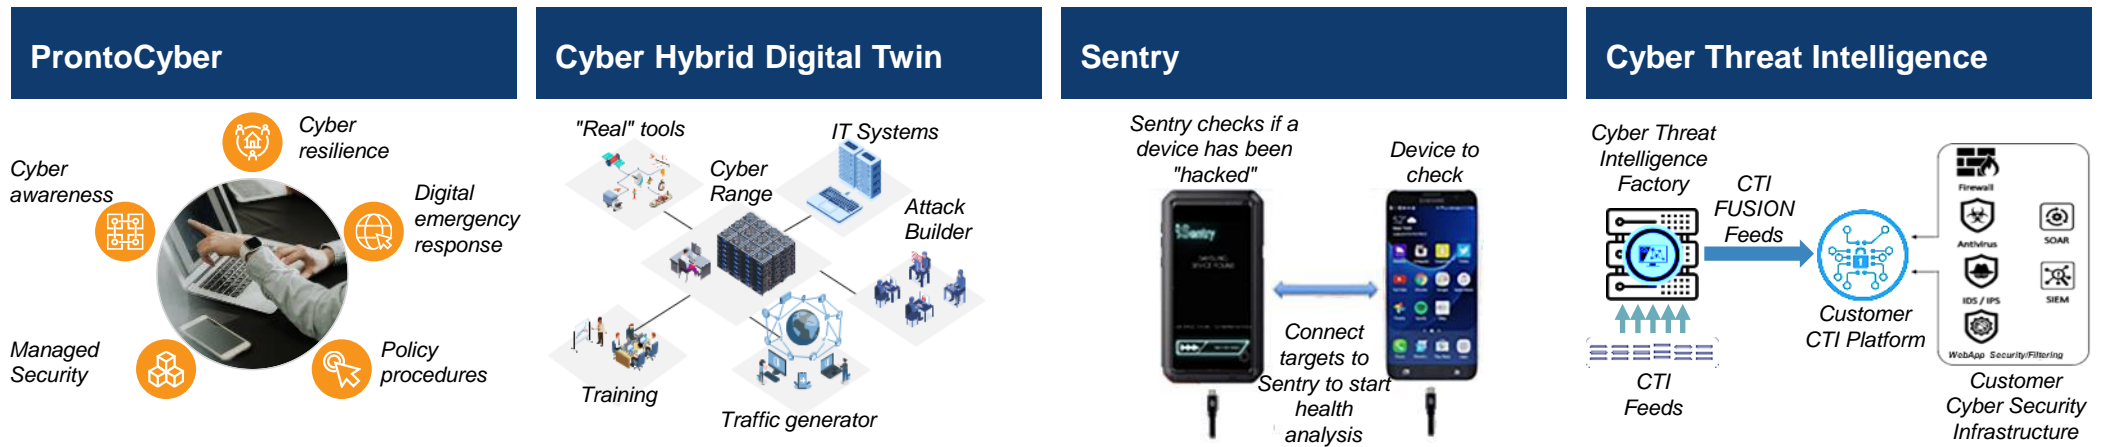 ProntoCyber
Cyber
resilience
Cyber
awareness
Digital
emergency
response
Managed
Security
Policy
procedures
Cyber Hybrid Digital Twin
"Real" tools
IT Systems
Cyber
Range
Attack
Builder
Training
Traffic generator
Sentry
Sentry checks if a
device has been
"hacked"
Device to
check
Sentry
Connect
targets to
Sentry to start
health
analysis
Cyber Threat Intelligence
Cyber Threat
Intelligence
Factory
CTI
FUSION
Feeds
CTI
Feeds
Customer
CTI Platform
Firewall
Antivirus
SOAR
IDS / IPS
SIEM
WebApp Security/Filtering
Customer
Cyber Security
Infrastructure